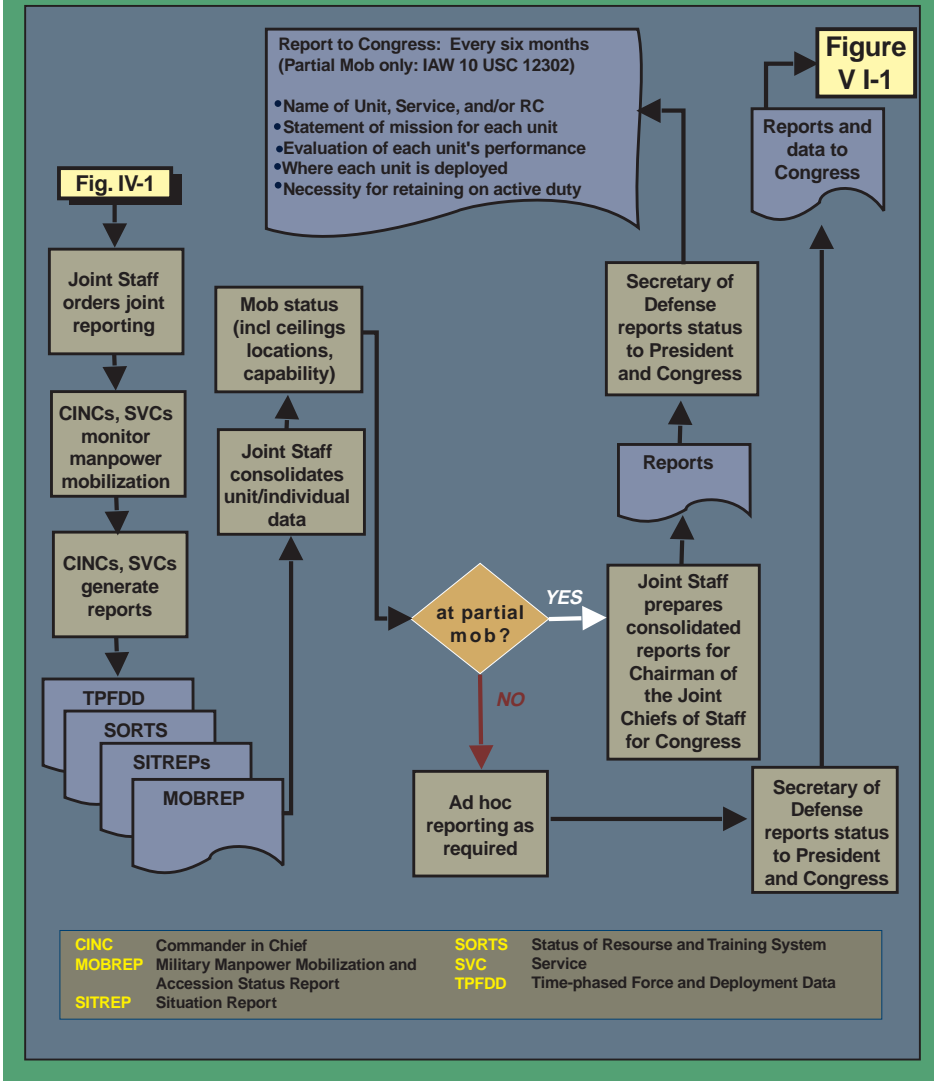 Fig. IV-1
Joint Staff
orders joint
reporting
CINCs, SVCs
monitor
manpower
mobilization
CINCs, SVCs
generate
reports
TPFDD
SORTS
SITREPs
MOBREP
Joint Staff
consolidates
unit/individual
data
Mob status
(incl ceilings
locations,
capability)
at partial
mob?
YES
NO
Joint Staff
prepares
consolidated
reports for
Chairman of
the Joint
Chiefs of Staff
for Congress
Reports
Secretary of
Defense
reports status
to President
and Congress
Report to Congress: Every six months
(Partial Mob only: IAW 10 USC 12302)
•Name of Unit, Service, and/or RC
•Statement of mission for each unit
•Evaluation of each unit's performance
•Where each unit is deployed
•Necessity for retaining on active duty
Ad hoc
reporting as
required
Secretary of
Defense
reports status
to President
and Congress
Reports and
data to
Congress
Figure
V I-1
CINC Commander in Chief
MOBREP Military Manpower Mobilization and
Accession Status Report
SITREP Situation Report
SORTS Status of Resourse and Training System
SVC Service
TPFDD Time-phased Force and Deployment Data